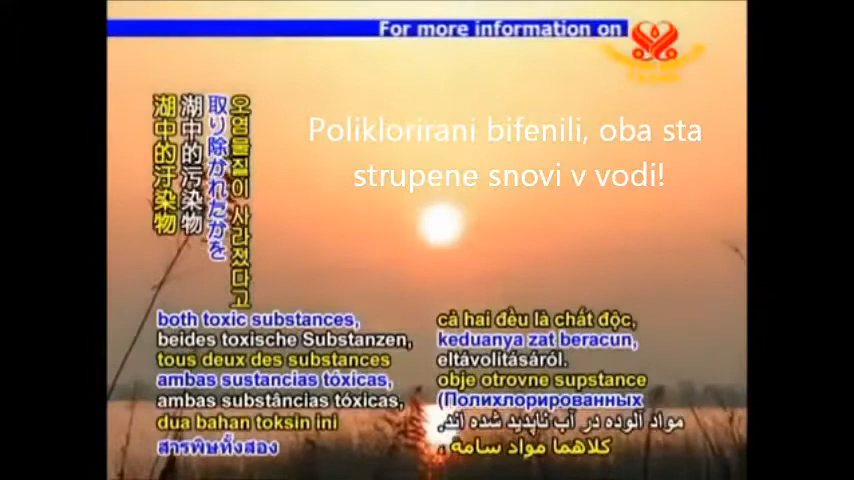 For more information on
Poliklorirani bifenili, oba sta
strupene snovi v vodi!
湖中的汙染物
湖中的污染物
取り除かれたかを
오염물질이 사라졌다고
both toxic substances,
beides toxische Substanzen,
tous deux des substances
ambas sustancias tóxicas,
ambas substâncias tóxicas,
dua bahan toksin ini
สารพิษทั้งสอง
cả hai đều là chất độc,
keduanya zat beracun,
eltávolításáról.
obje otrovne supstance
(Полихлорированных
مواد آلوده در آب ناپدید شده اند.
كلاهما مواد سامة ،